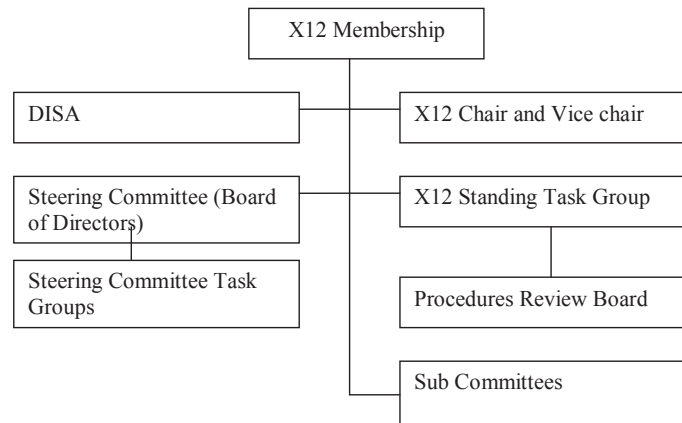 X12 Membership
DISA
X12 Chair and Vice chair
Steering Committee (Board
of Directors)
X12 Standing Task Group
Steering Committee Task
Groups
Procedures Review Board
Sub Committees